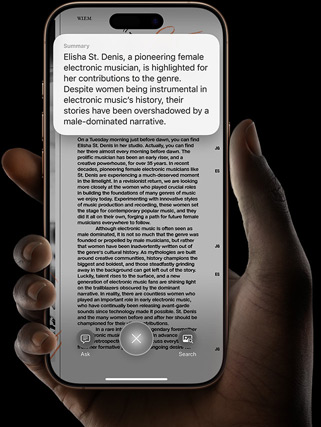 WIEM
Summary
Elisha St. Denis, a pioneering female
electronic musician, is highlighted for
her contributions to the genre.
Despite women being instrumental in
electronic music's history, their
stories have been overshadowed by a
male-dominated narrative.
On a Tuesday morning just before dawn, you can find
Elisha St. Denis in her studio. Actually, you can find
her there almost every morning before dawn. The
prolific musician has been an early riser, and a
creative powerhouse, for over 35 years. In recent
decades, pioneering female electronic musicians like
St. Denis are experiencing a much-deserved moment
in the limelight. In a revisionist return, we are looking
more closely at the women who played crucial roles
in building the foundations of many genres of music
we enjoy today. Experimenting with innovative styles
of music production and recording, these women set
the stage for contemporary popular music, and they
did it all on their own, forging a path for future female
musicians everywhere to follow.
Although electronic music is often seen as
male dominated, it is not so much that the genre was
founded or propelled by male musicians, but rather
that women have been inadvertently written out of
the genre's cultural history. As mythologies are built
around creative communities, history champions the
biggest and boldest, and those steadfastly-grinding
away in the background can get left out of the story.
Luckily, talent rises to the surface, and a new
generation of electronic music fans are shining light
on the trailblazers obscured by the dominant
narrative. In reality, there are countless women who
played an important role in early electronic music,
who have continually been releasing avant-garde
sounds since technology made it possible. St. Denis
and the many women before and after her should be
championed for their contributions.
In a rare
Ask
Search